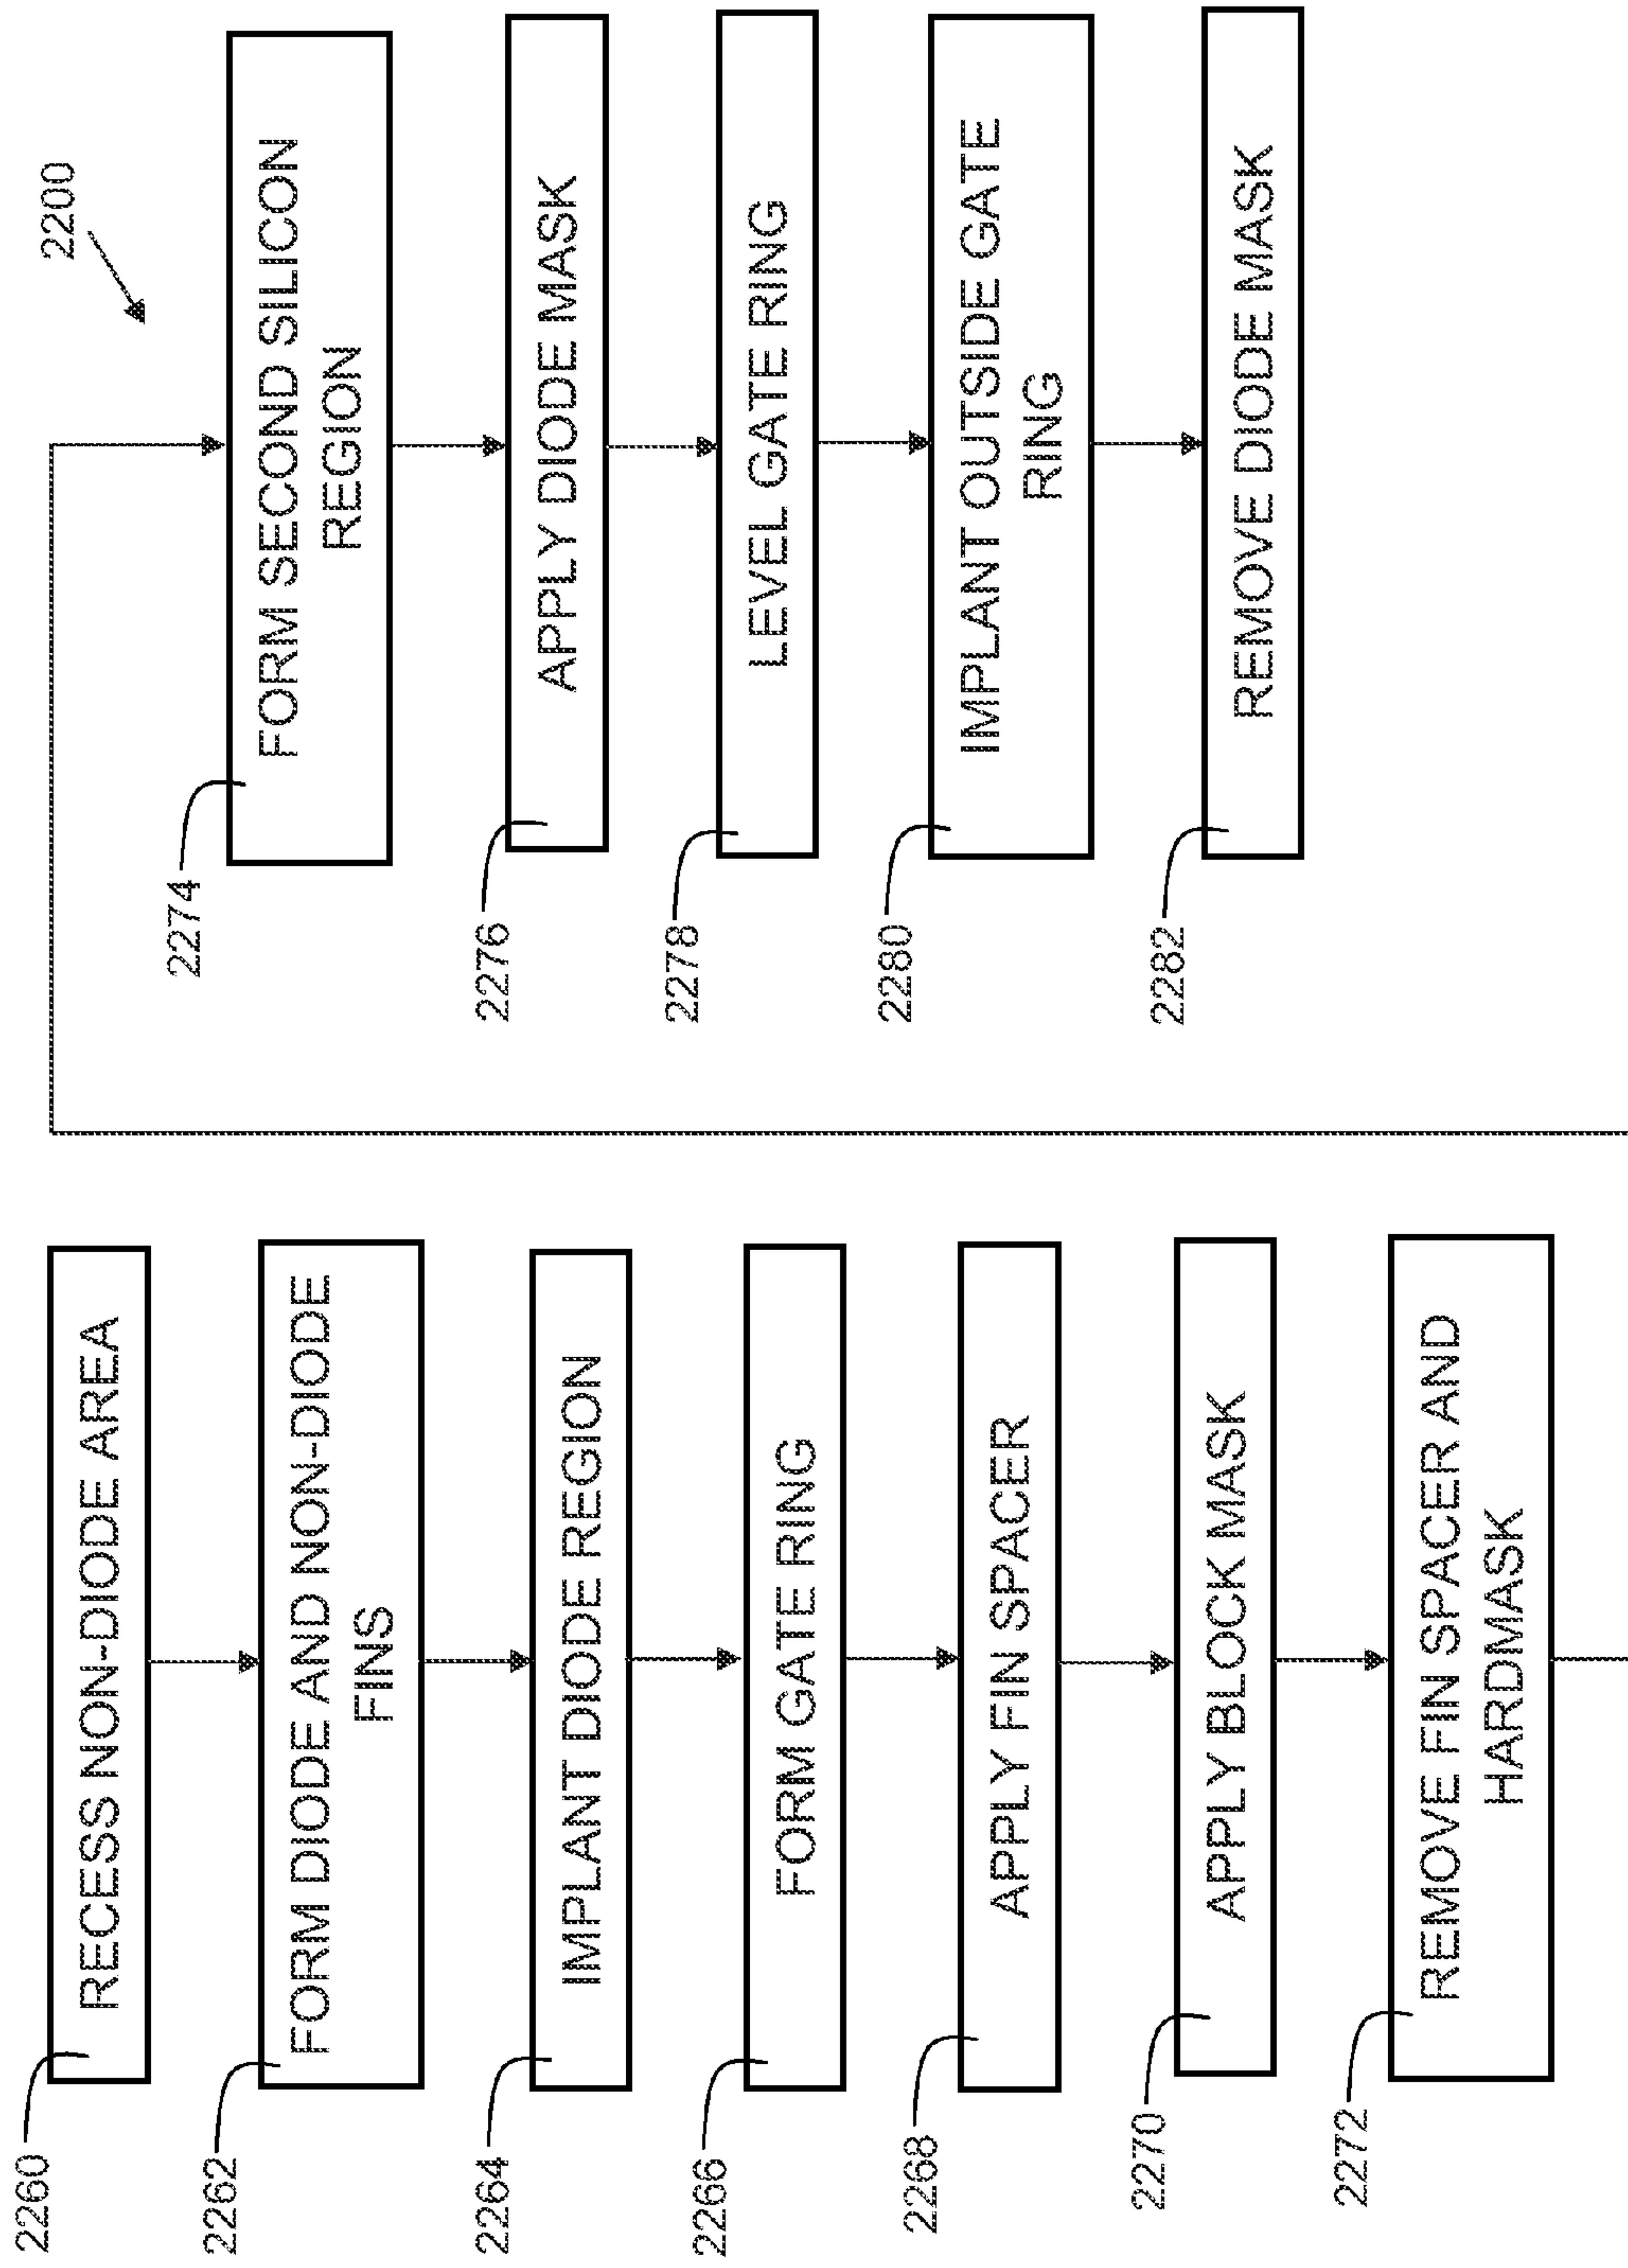 2200
2260
RECESS NON-DIODE AREA
2262
FORM DIODE AND NON-DIODE
FINS
2264
IMPLANT DIODE REGION
2266
FORM GATE RING
2268
APPLY FIN SPACER
2270
APPLY BLOCK MASK
2272
REMOVE FIN SPACER AND
HARDMASK
2274
FORM SECOND SILICON
REGION
2276
APPLY DIODE MASK
2278
LEVEL GATE RING
2280
IMPLANT OUTSIDE GATE
RING
2282
REMOVE DIODE MASK